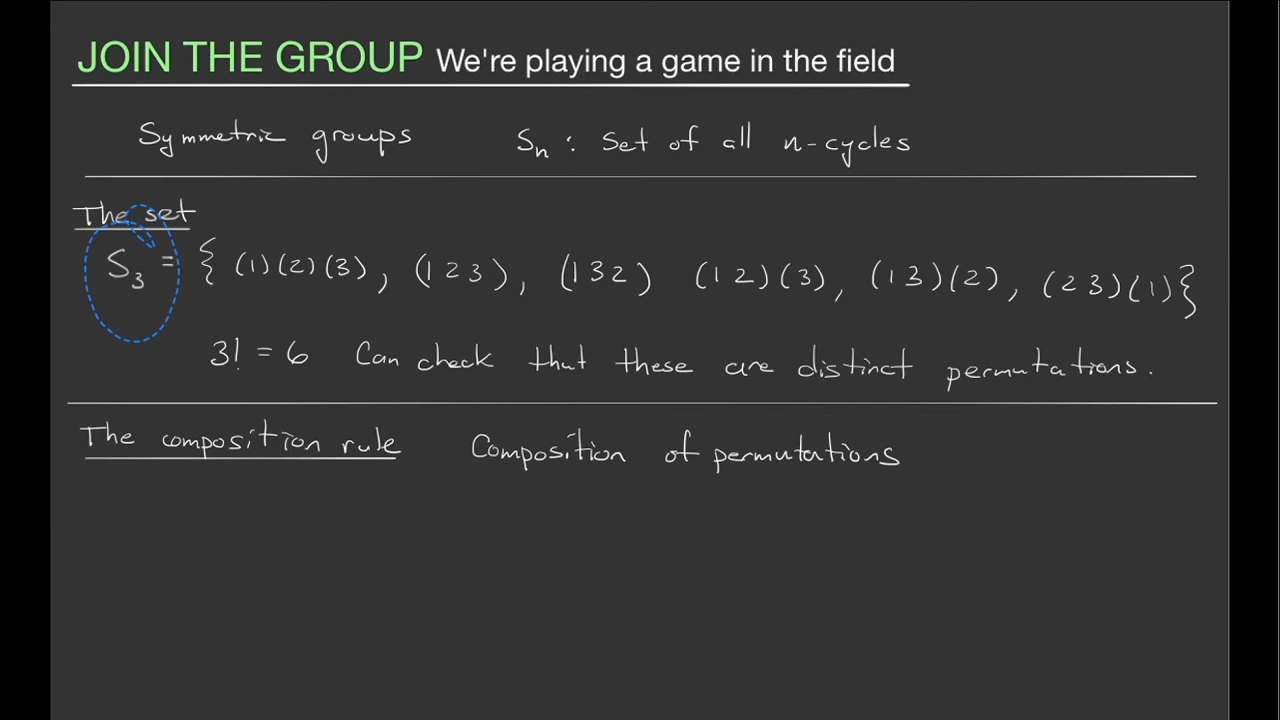 JOIN THE GROUP We're playing a game in the field
Symmetric groups Sn : Set of all n-cycles
The set
S3 = { (1)(2)(3), (1 2 3), (1 3 2) (1 2)(3), (1 3)(2), (2 3)(1)}
3! = 6 Can check that these are distinct permutations.
The composition rule Composition of permutations